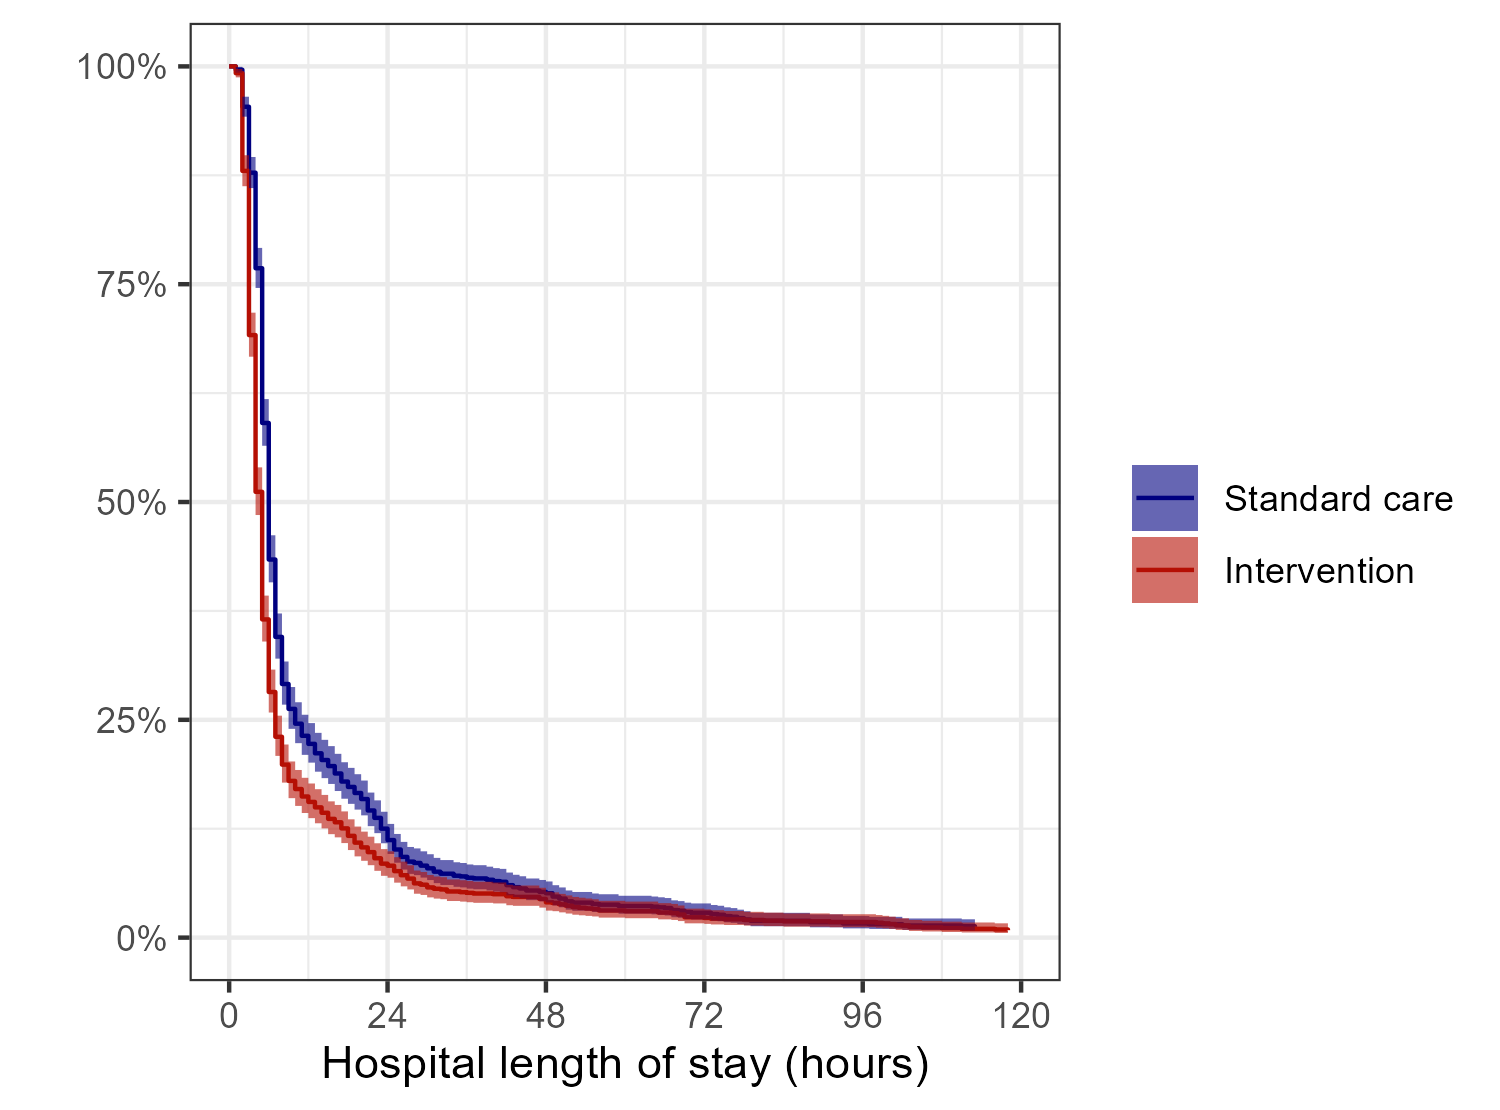 100%
75%
50%
25%
0%
0 24 48 72 96 120
Hospital length of stay (hours)
Standard care
Intervention